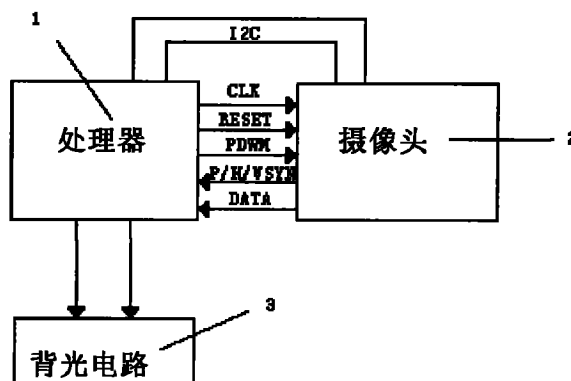 1
I2C
CLK
处理器
RESET
摄像头
2
PDWM
P/H/VSYN
DATA
3
背光电路